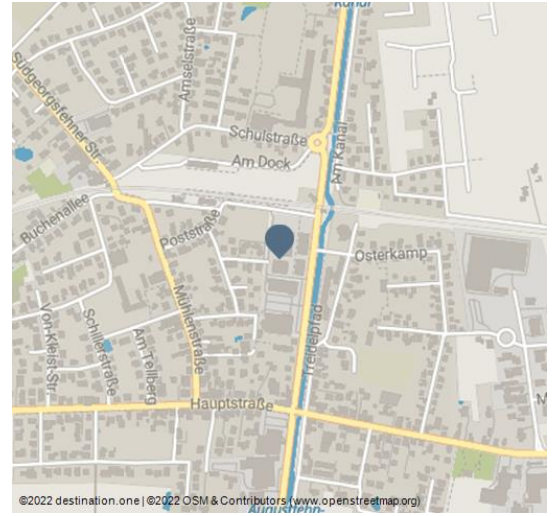 Kanal
Amselstraße
Südgeorgsfehner Str.
Schulstraße
Am Dock
Am Kanal
Buchenallee
Poststraße
Osterkamp
Von-Kleist-Str.
Schillerstraße
Am Tellberg
Mühlenstraße
Treidelpfad
Hauptstraße
M
©2022 destination.one | ©2022 OSM & Contributors (www.openstreetmap.org)
Augustfehn-